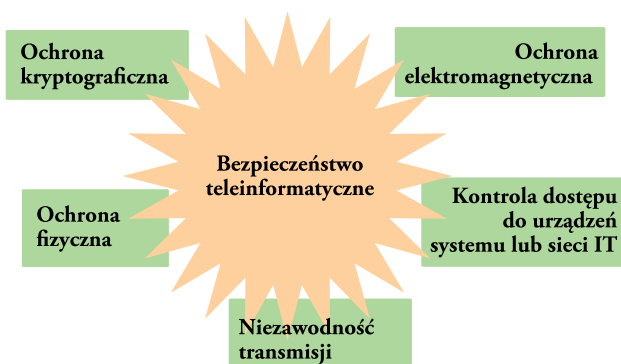 Ochrona
kryptograficzna
Ochrona
elektromagnetyczna
Bezpieczeństwo
teleinformatyczne
Ochrona
fizyczna
Kontrola dostępu
do urządzeń
systemu lub sieci IT
Niezawodność
transmisji